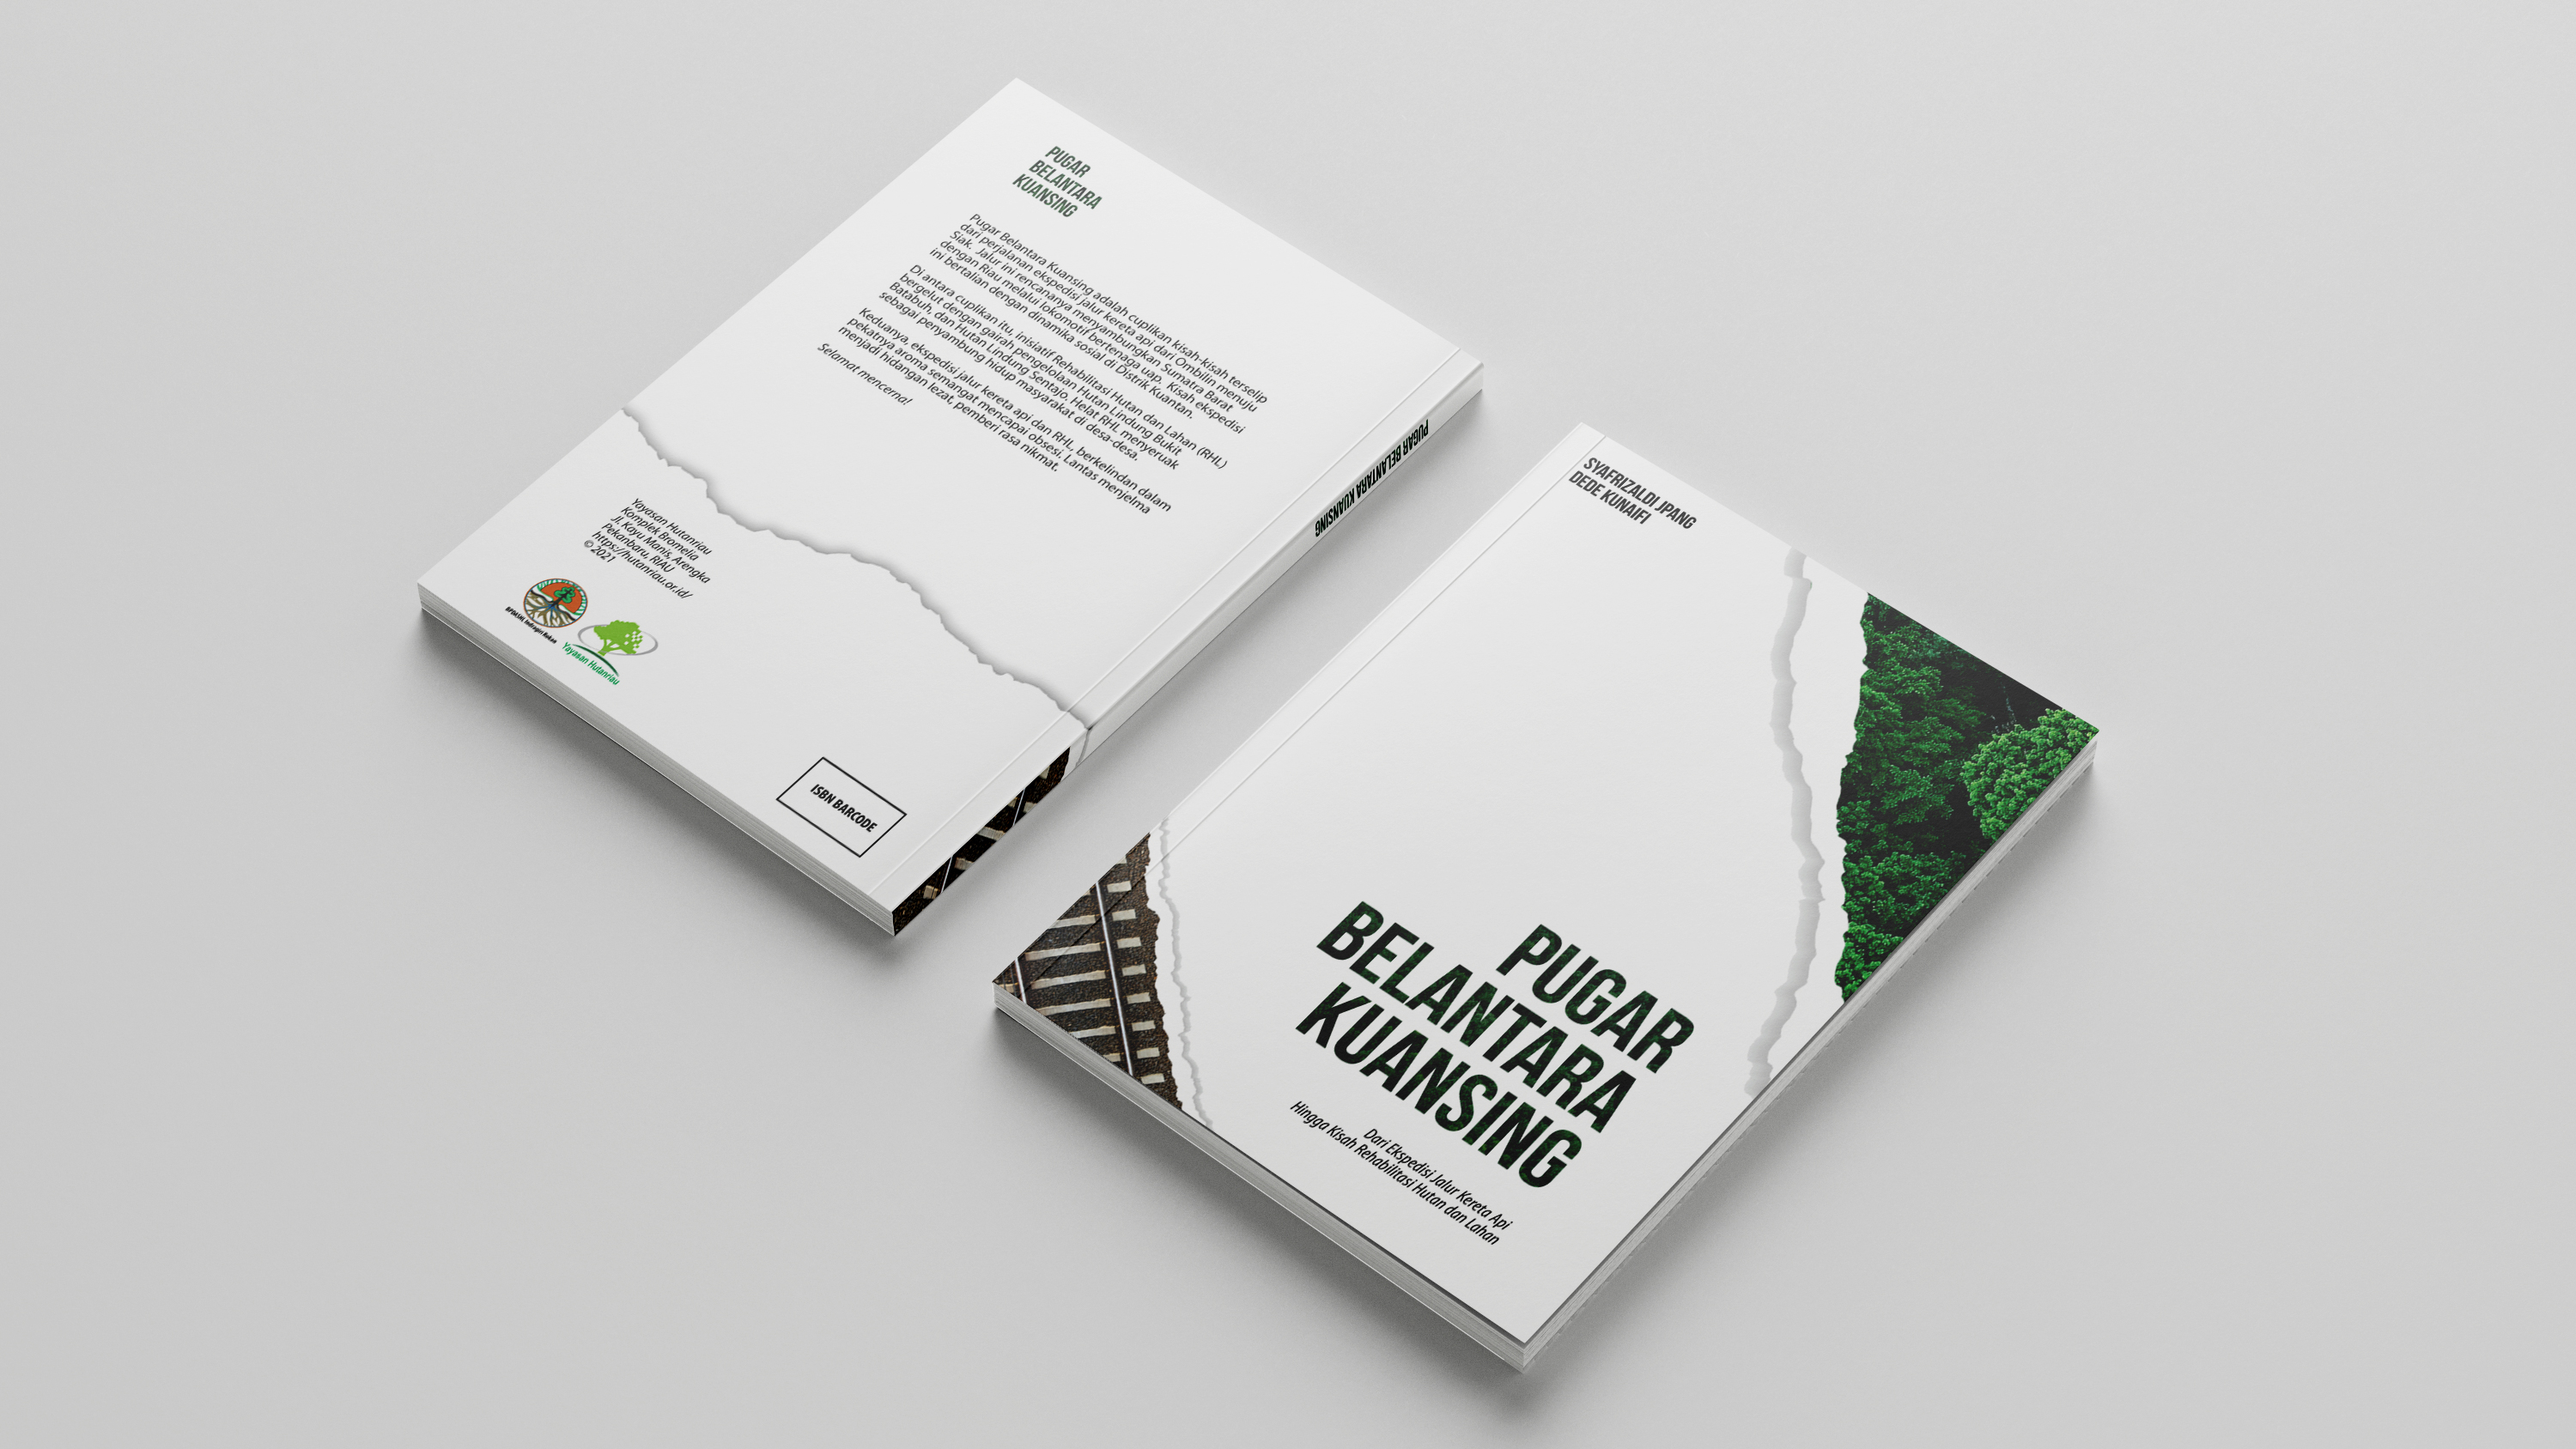 PUGAR
BELANTARA
KUANSING
Pugar Belantara Kuansing adalah cuplikan kisah-kisah terselip
dari perjalanan ekspedisi jalur kereta api dari Ombilin menuju
Siak. Jalur ini rencananya menyambungkan Sumatra Barat
dengan Riau melalui lokomotif bertenaga uap. Kisah ekspedisi
ini bertalian dengan dinamika sosial di Distrik Kuantan.
Di antara cuplikan itu, inisiatif Rehabilitasi Hutan dan Lahan (RHL)
bergelut dengan gairah pengelolaan Hutan Lindung Bukit
Batabuh, dan Hutan Lindung Sentajo. Helat RHL menyeruak
sebagai penyambung hidup masyarakat di desa-desa.
Keduanya, ekspedisi jalur kereta api dan RHL, berkelindan dalam
pekatnya aroma semangat mencapai obsesi. Lantas menjelma
menjadi hidangan lezat, pemberi rasa nikmat.
Selamat mencerna!
Yayasan Hutanriau
Komplek Bromelia
Jl. Kayu Manis, Arengka
Pekanbaru, RIAU
https://hutanriau.or.id/
©2021
BPDASHL Indragiri Rokan
Yayasan Hutanriau
ISBN BARCODE
PUGAR BELANTARA KUANSING
SYAFRIZALDI JPANG
DEDE KUNAIFI
PUGAR
BELANTARA
KUANSING
Dari Ekspedisi Jalur Kereta Api
Hingga Kisah Rehabilitasi Hutan dan Lahan